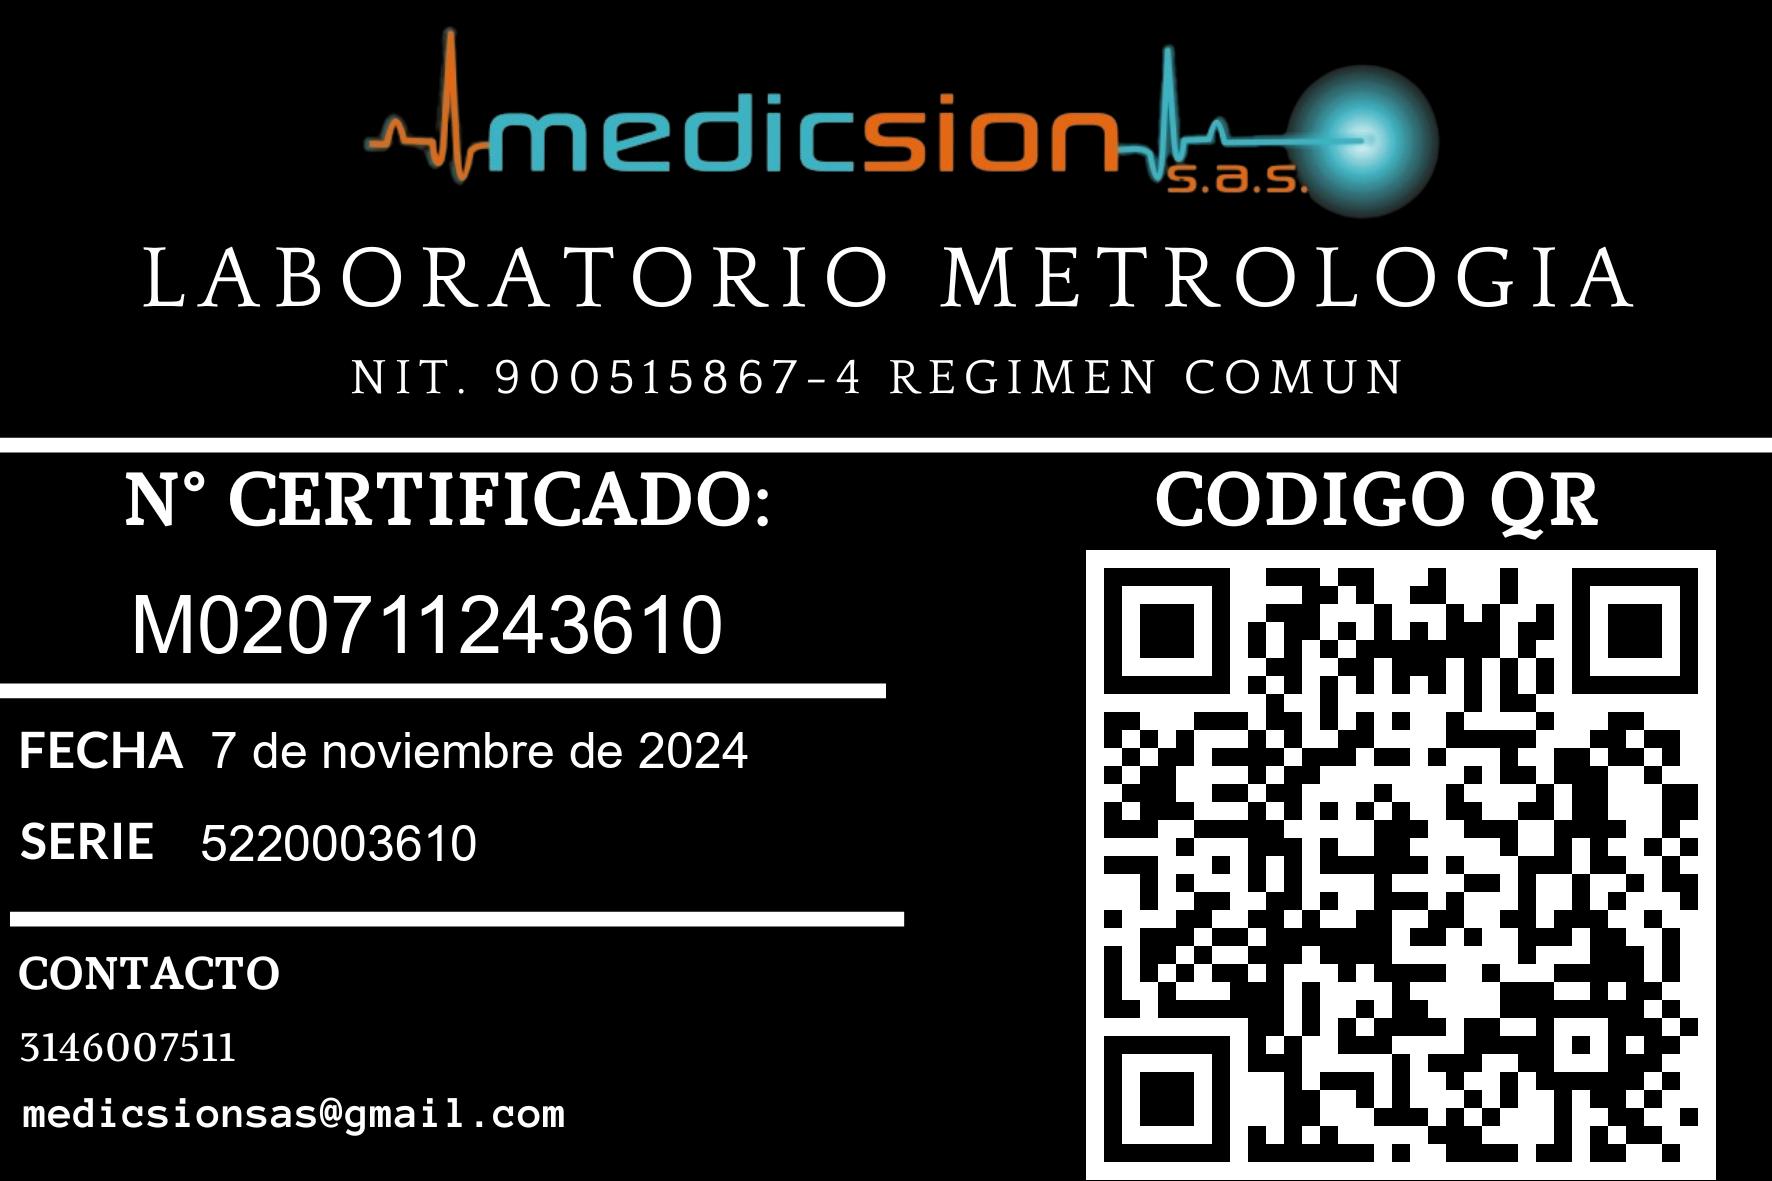 medicsion
s.a.s.
LABORATORIO METROLOGIA
NIT. 900515867-4 REGIMEN COMUN
N° CERTIFICADO:
M020711243610
FECHA 7 de noviembre de 2024
SERIE 5220003610
CONTACTO
3146007511
medicsionsas@gmail.com
CODIGO QR